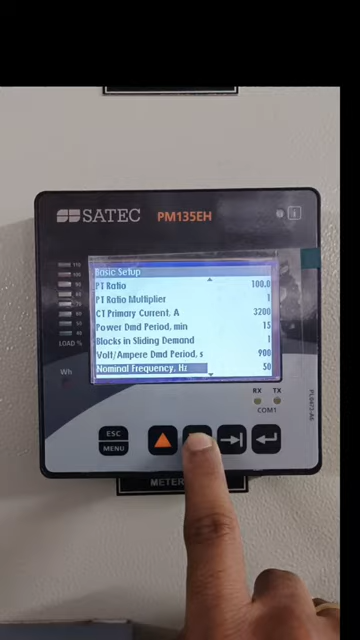 SATEC PM135EH
110
100
LOAD %
Basic Setup
PT Ratio 100.0
PT Ratio Multiplier 1
CT Primary Current, A 3200
Power Dmd Period, min 15
Blocks in Sliding Demand 1
Volt/Ampere Dmd Period, s 900
Nominal Frequency, Hz 50
Wh
RX TX
COM1
ESC
MENU
METER